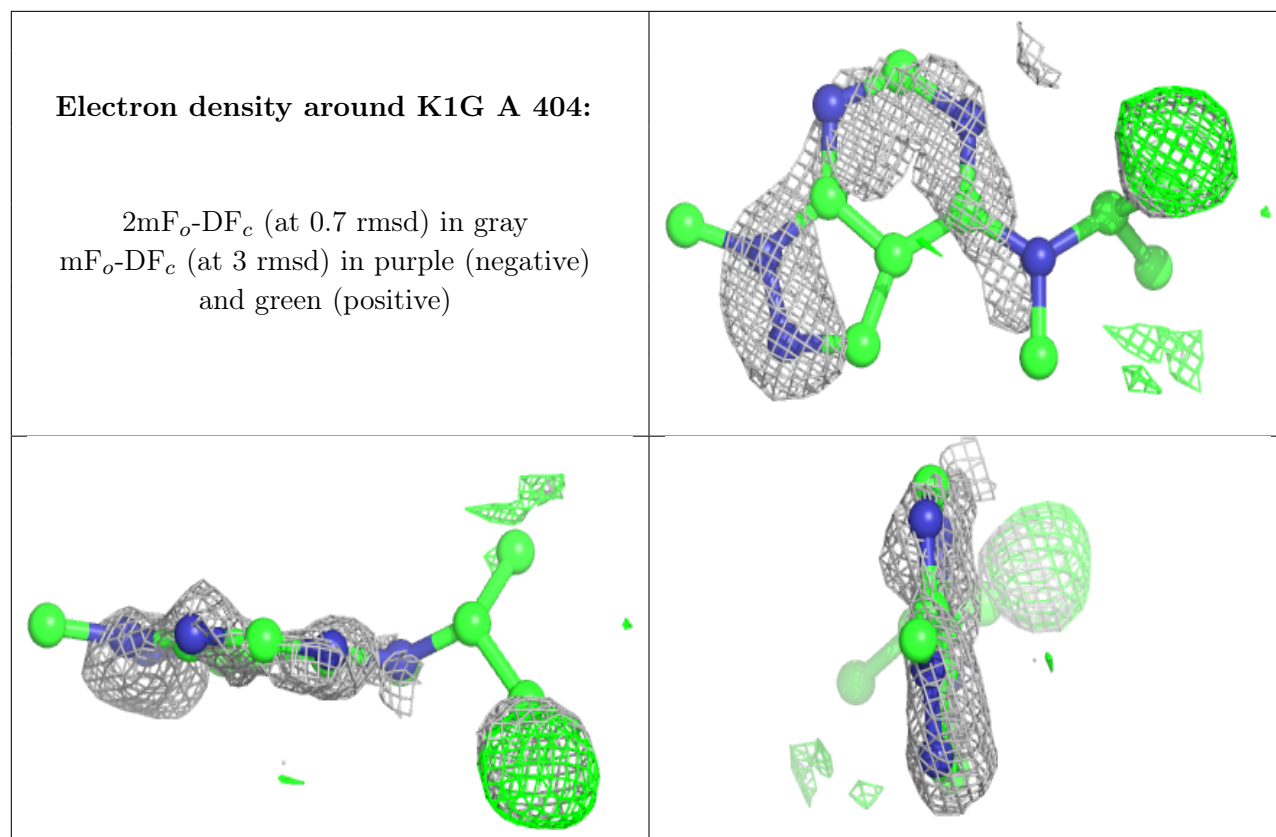 Electron density around K1G A 404:
2mFₒ-DF𝒸 (at 0.7 rmsd) in gray
mFₒ-DF𝒸 (at 3 rmsd) in purple (negative)
and green (positive)